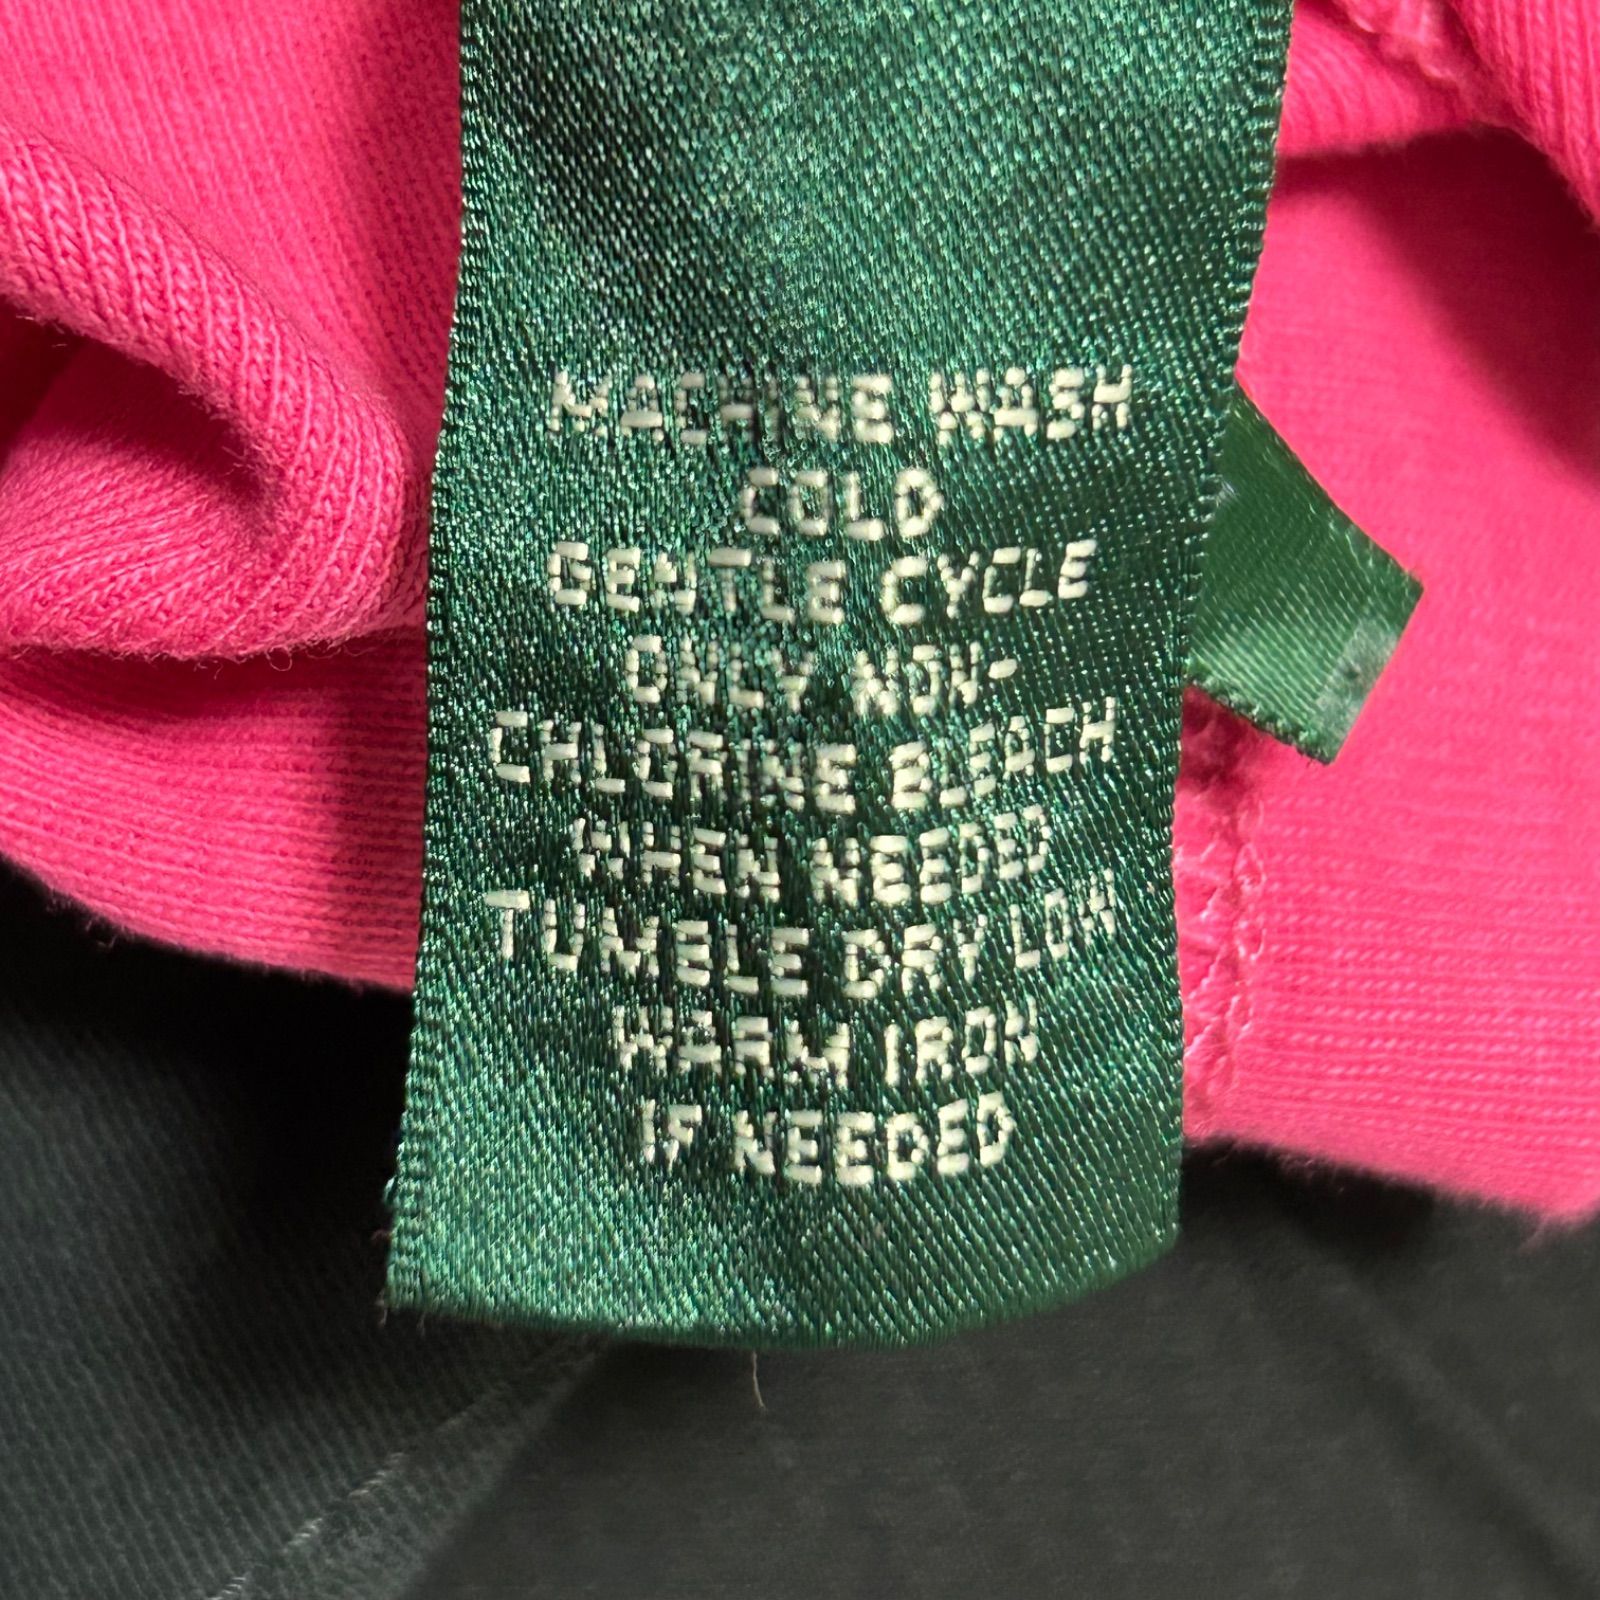 MACHINE WASH
COLD
GENTLE CYCLE
ONLY NON-
CHLORINE BLEACH
WHEN NEEDED
TUMBLE DRY LOW
WARM IRON
IF NEEDED